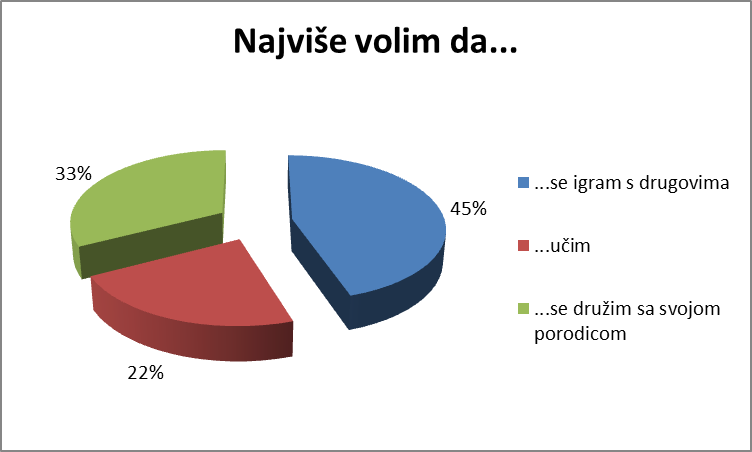 Najviše volim da...
33%
45%
22%
...se igram s drugovima
...učim
...se družim sa svojom
porodicom